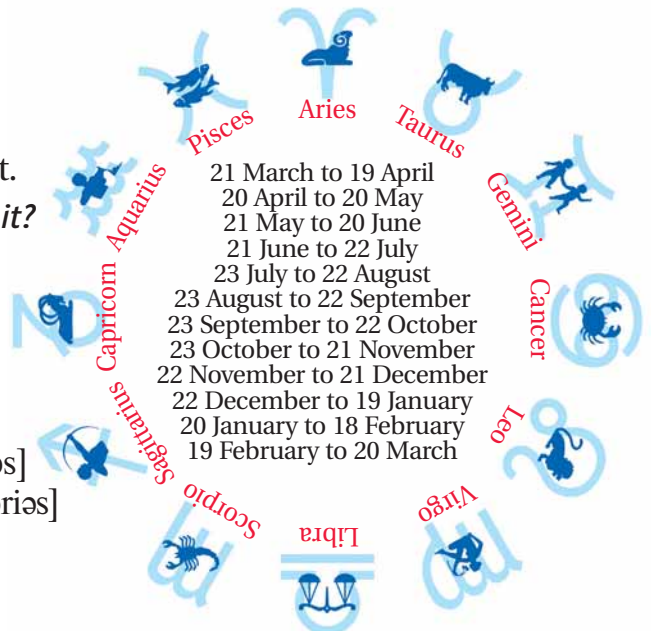 Aries
Taurus
Gemini
Cancer
Leo
Virgo
Libra
Scorpio
Sagittarius
Capricorn
Aquarius
Pisces
21 March to 19 April
20 April to 20 May
21 May to 20 June
21 June to 22 July
23 July to 22 August
23 August to 22 September
23 September to 22 October
23 October to 21 November
22 November to 21 December
22 December to 19 January
20 January to 18 February
19 February to 20 March
t.
it?
əs]
riəs]